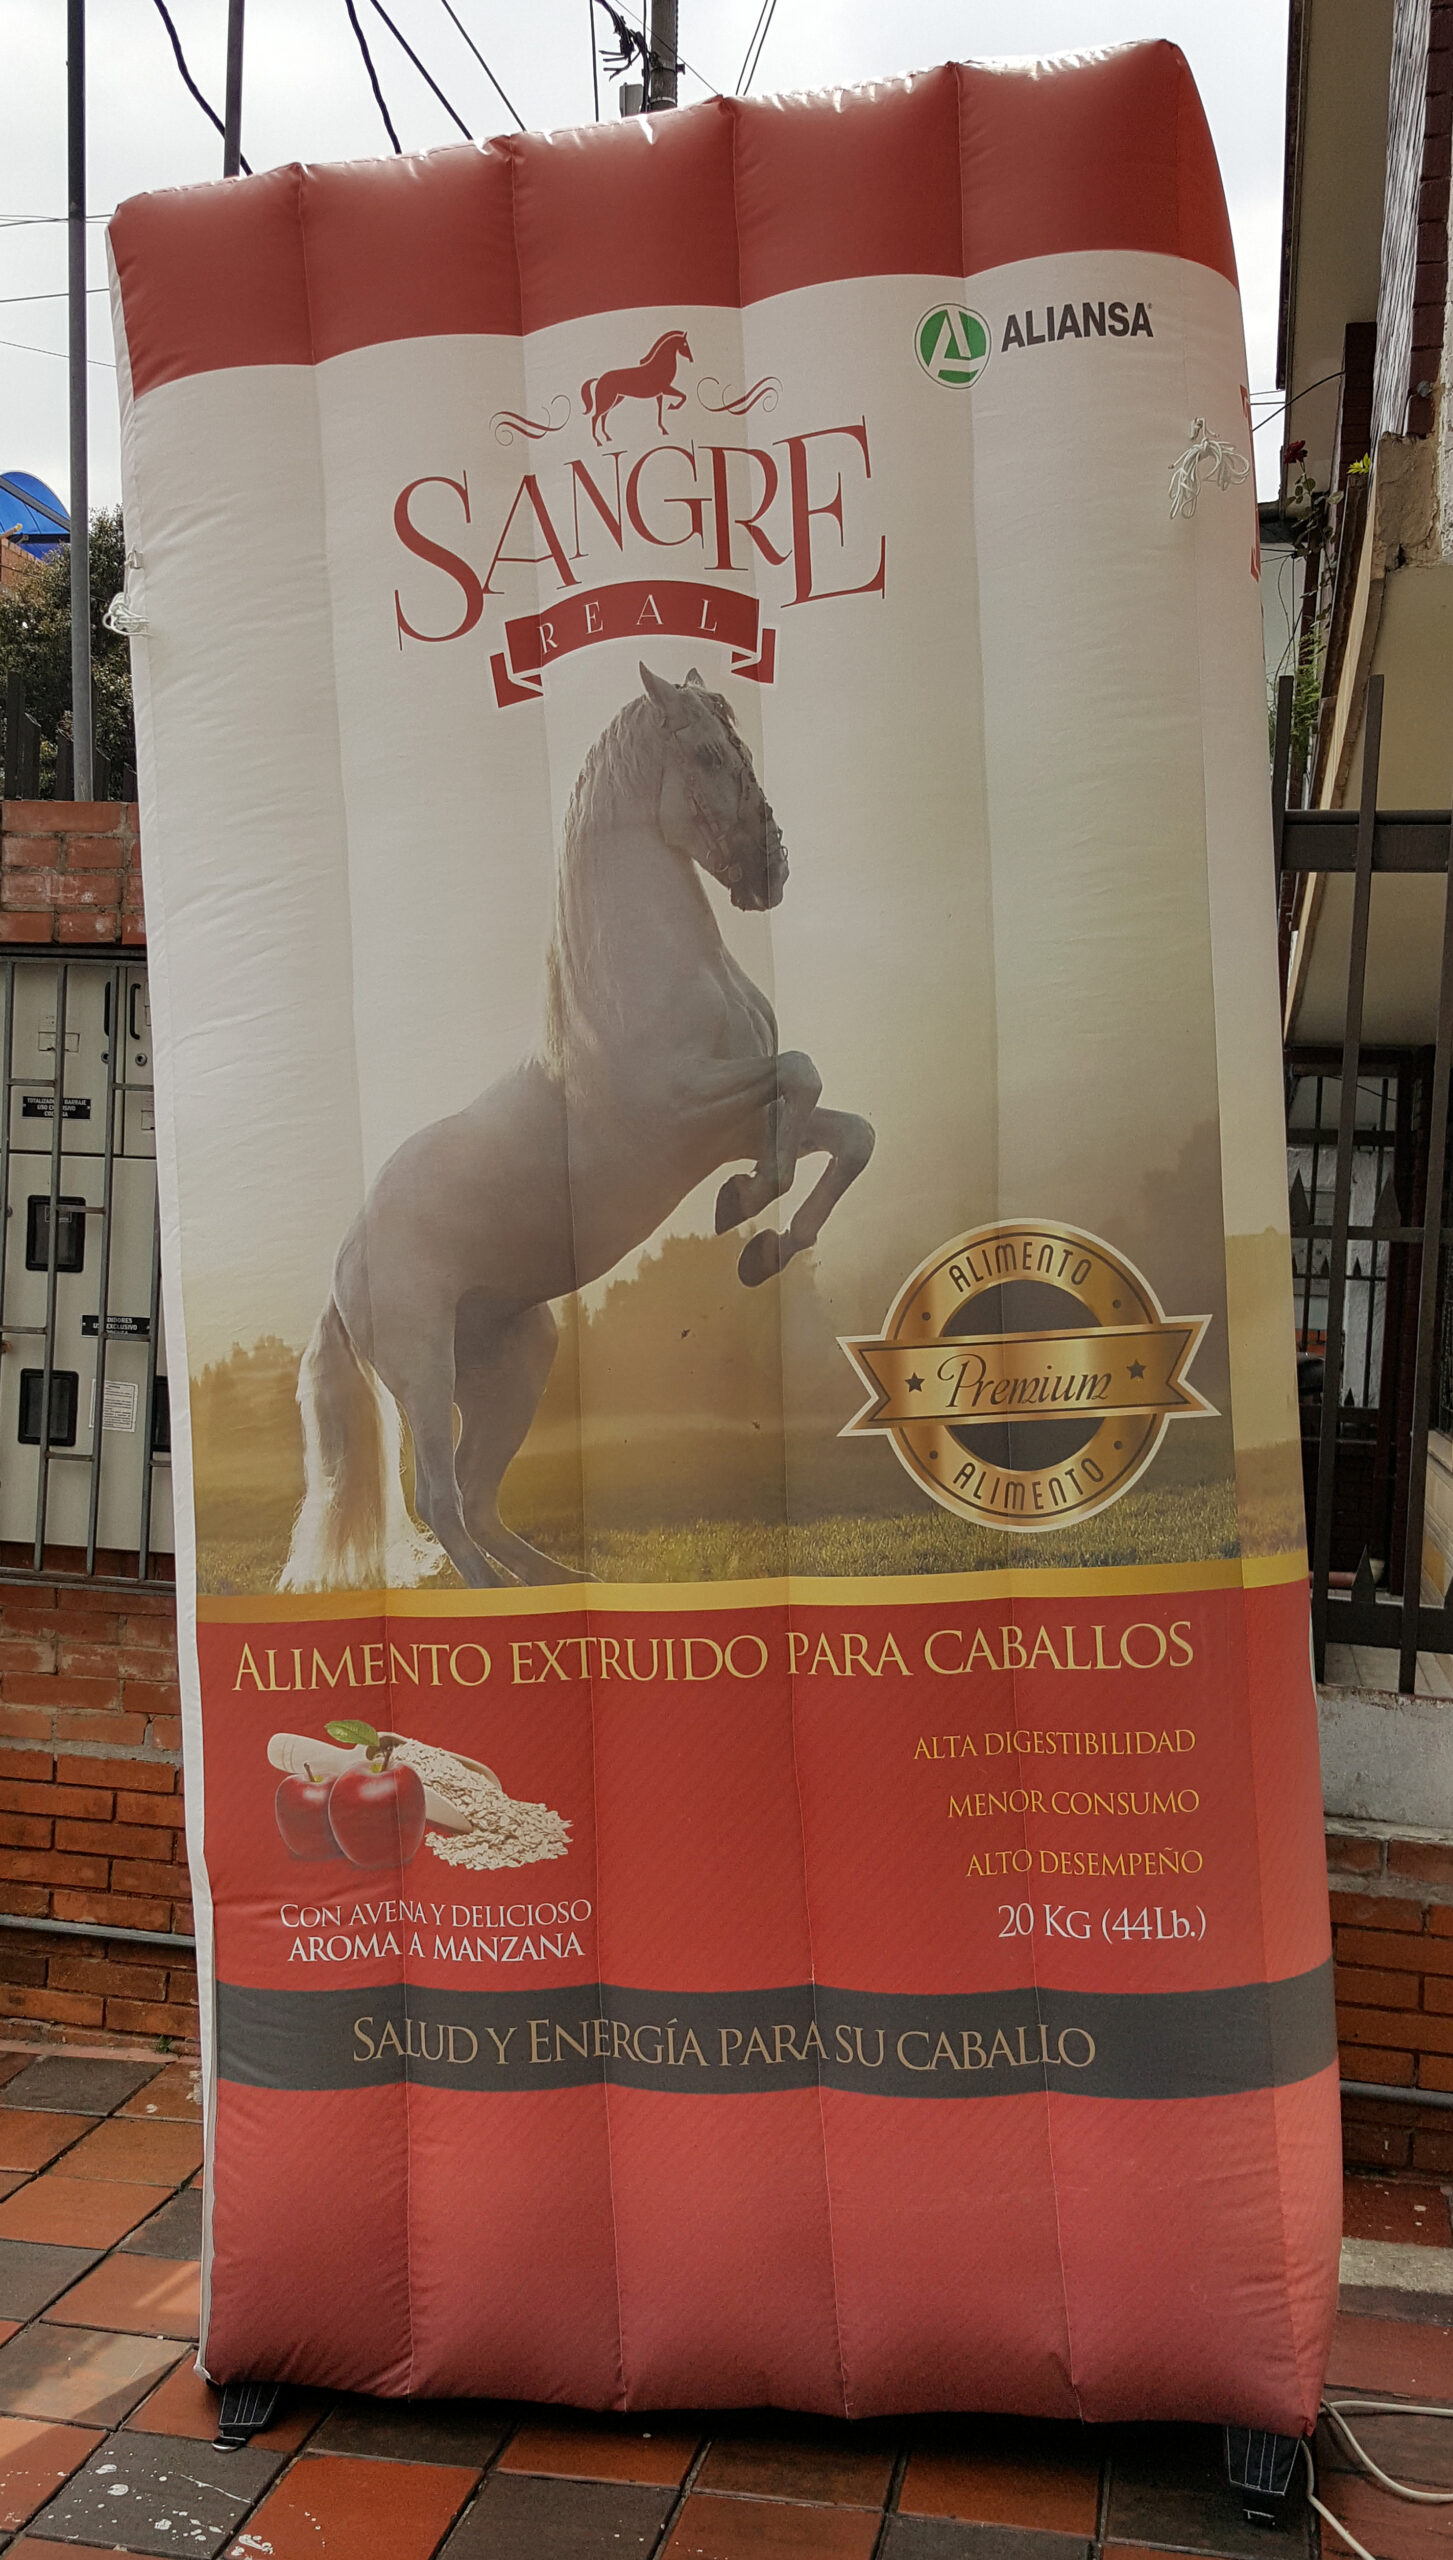 ALIANSA
SANGRE
REAL
ALIMENTO
Premium
ALIMENTO
ALIMENTO EXTRUIDO PARA CABALLOS
ALTA DIGESTIBILIDAD
MENOR CONSUMO
ALTO DESEMPEÑO
20 KG (44Lb.)
CON AVENA Y DELICIOSO
AROMA A MANZANA
SALUD Y ENERGÍA PARA SU CABALLO